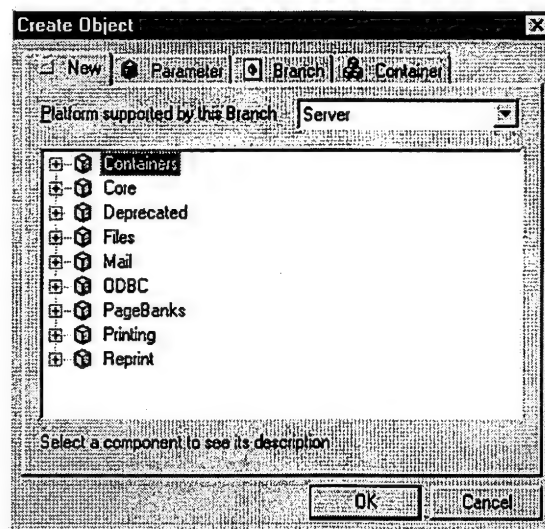 Create Object
New Parameter Branch Container
Platform supported by this Branch Server
Containers
Core
Deprecated
Files
Mail
ODBC
PageBanks
Printing
Reprint
Select a component to see its description
OK Cancel